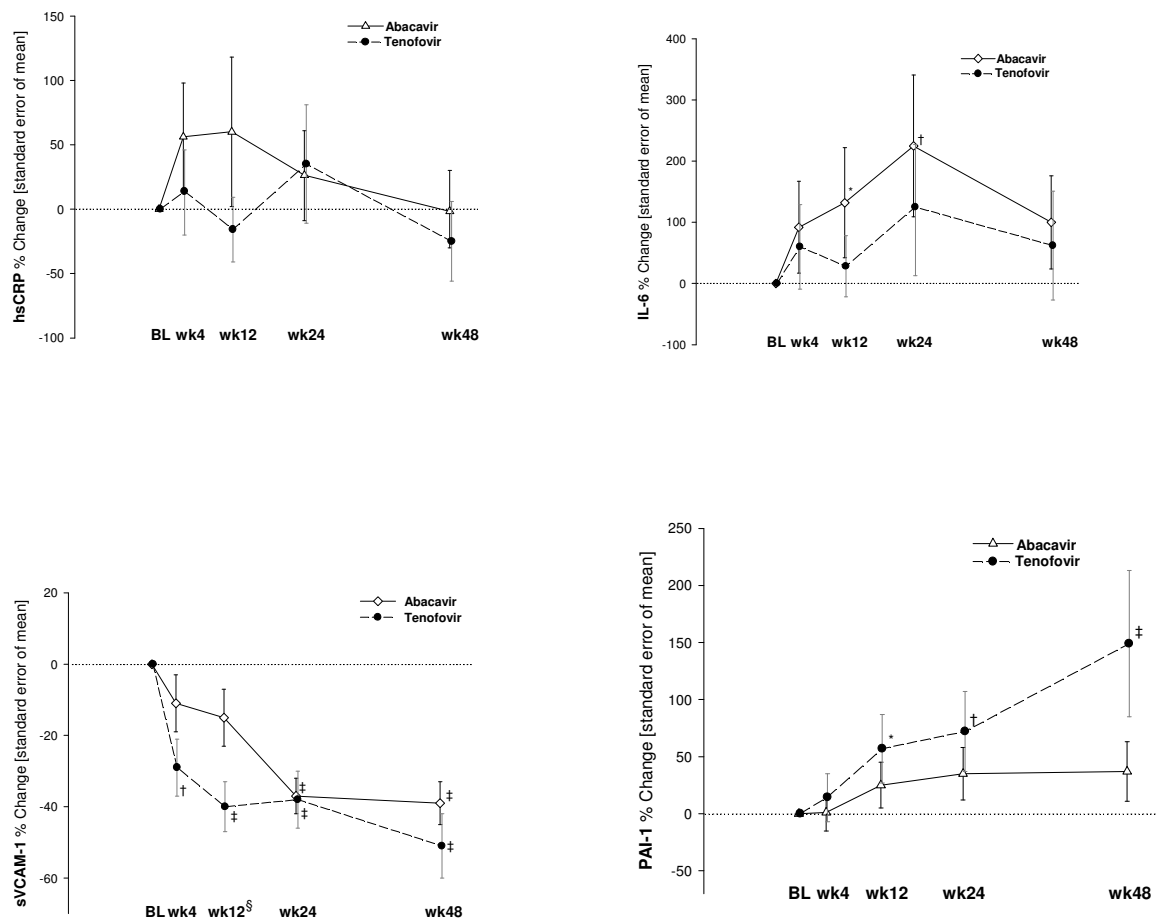 150
100
50
0
-50
-100
hsCRP % Change [standard error of mean]
Abacavir
Tenofovir
BL wk4 wk12 wk24 wk48
400
300
200
100
0
-100
IL-6 % Change [standard error of mean]
Abacavir
Tenofovir
*
†
BL wk4 wk12 wk24 wk48
20
0
-20
-40
-60
sVCAM-1 % Change [standard error of mean]
Abacavir
Tenofovir
†
‡
‡
‡
‡
‡
BL wk4 wk12§ wk24 wk48
250
200
150
100
50
0
-50
PAI-1 % Change [standard error of mean]
Abacavir
Tenofovir
*
†
‡
BL wk4 wk12 wk24 wk48